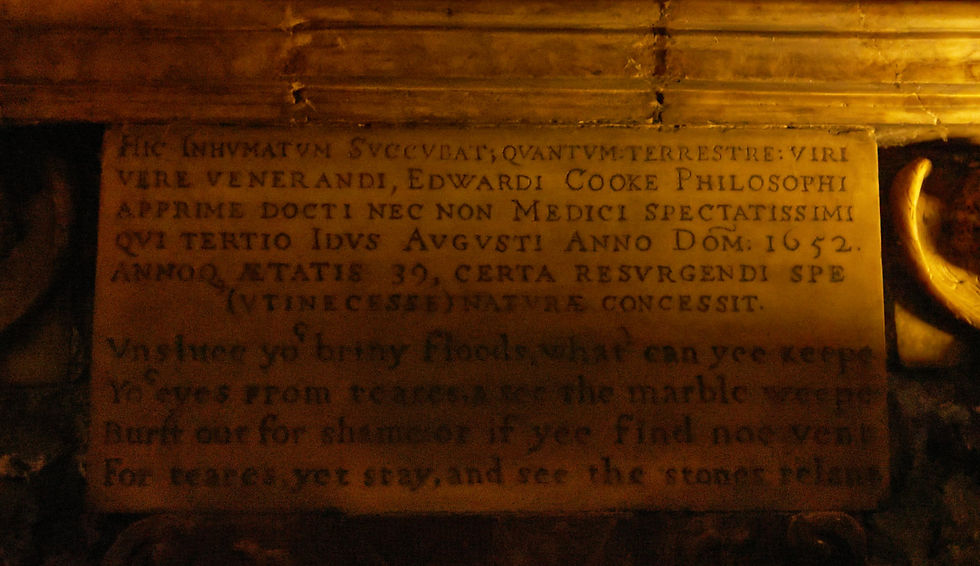 HIC INHVMATVM SVCCVBAT; QVANTVM TERRESTRE: VIRI
VERE VENERANDI, EDWARDI COOKE PHILOSOPHI
APPRIME DOCTI NEC NON MEDICI SPECTATISSIMI
QVI TERTIO IDVS AVGVSTI ANNO DOM̃: 1652.
ANNOQ, ÆTATIS 39, CERTA RESVRGENDI SPE
(VTI NECESSE) NATVRÆ CONCESSIT.
Vnsluce yoʳ briny floods, what can yee keepe
Yoʳ eyes from teares, & see the marble weepe
Burst out for shame: or if yee find noe vent
For teares, yet stay, and see the stones relent